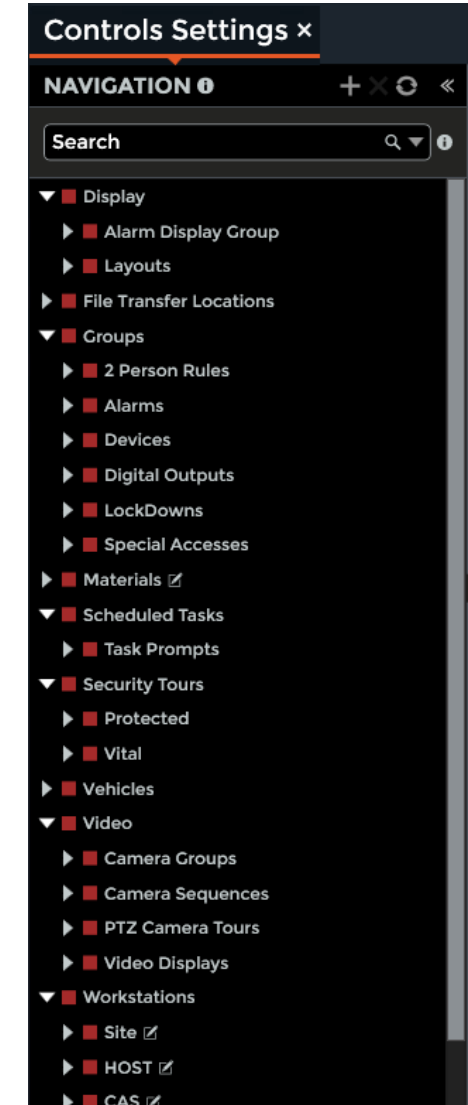 Controls Settings ×
NAVIGATION
Search
Display
Alarm Display Group
Layouts
File Transfer Locations
Groups
2 Person Rules
Alarms
Devices
Digital Outputs
LockDowns
Special Accesses
Materials
Scheduled Tasks
Task Prompts
Security Tours
Protected
Vital
Vehicles
Video
Camera Groups
Camera Sequences
PTZ Camera Tours
Video Displays
Workstations
Site
HOST
CAS